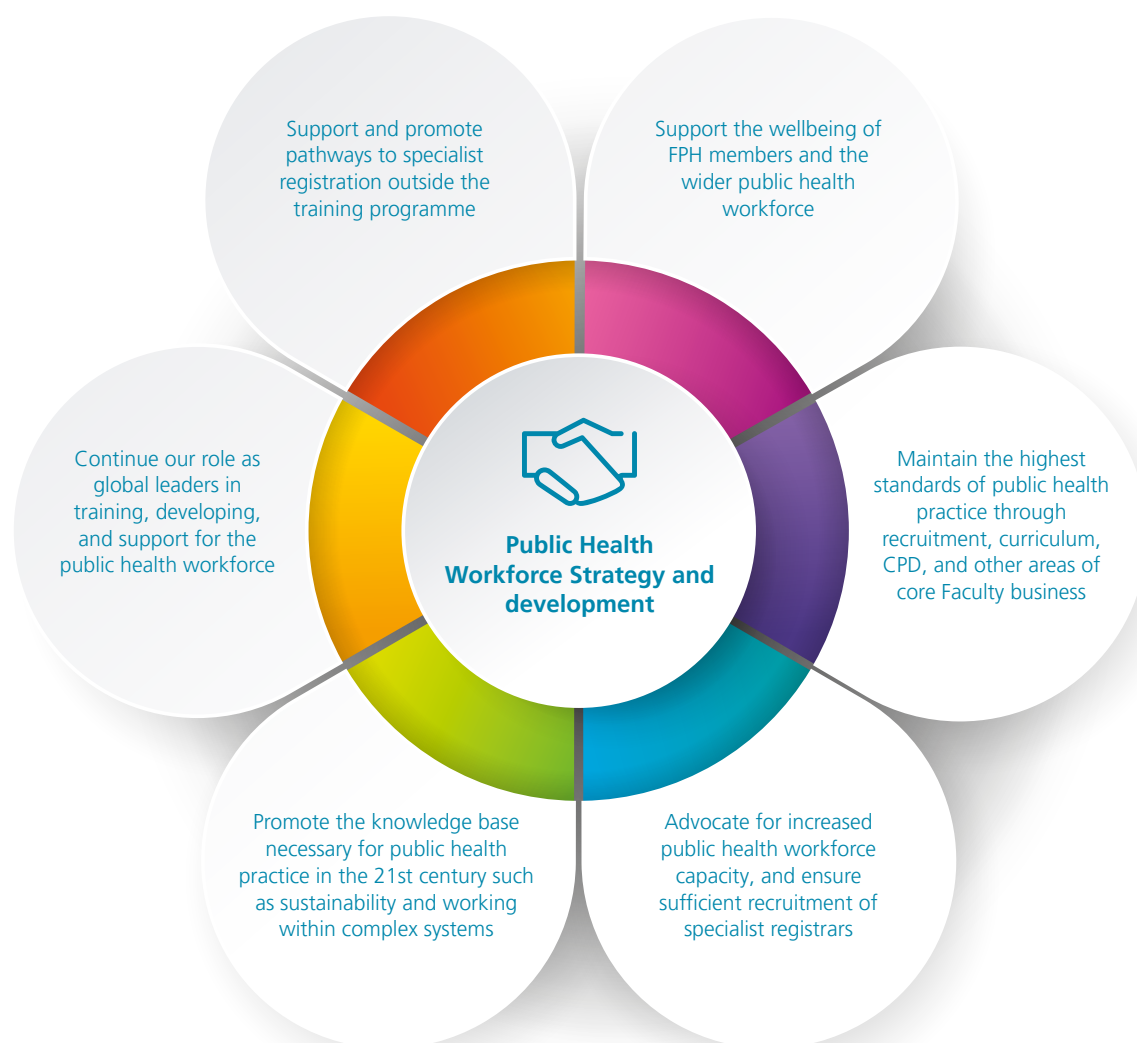 Support and promote
pathways to specialist
registration outside the
training programme
Support the wellbeing of
FPH members and the
wider public health
workforce
Continue our role as
global leaders in
training, developing,
and support for the
public health workforce
Public Health
Workforce Strategy and
development
Maintain the highest
standards of public health
practice through
recruitment, curriculum,
CPD, and other areas of
core Faculty business
Promote the knowledge base
necessary for public health
practice in the 21st century such
as sustainability and working
within complex systems
Advocate for increased
public health workforce
capacity, and ensure
sufficient recruitment of
specialist registrars